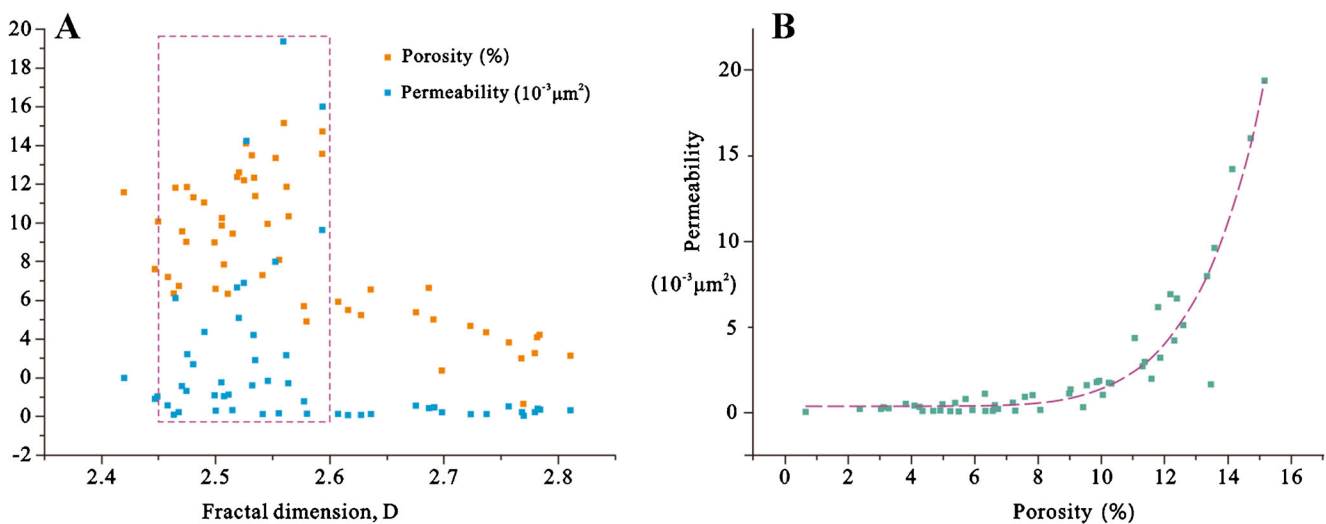 A
20
18
16
14
12
10
8
6
4
0
0
-2
Porosity (%)
Permeability (10⁻³μm²)
2.4 2.5 2.6 2.7 2.8
Fractal dimension, D
B
20
15
10
5
0
Permeability
(10⁻³μm²)
0 2 4 6 8 10 12 14 16
Porosity (%)